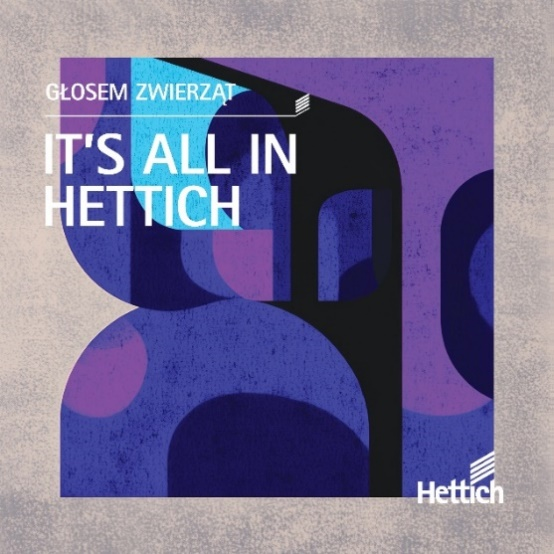 GŁOSEM ZWIERZĄT
IT'S ALL IN
HETTICH
Hettich